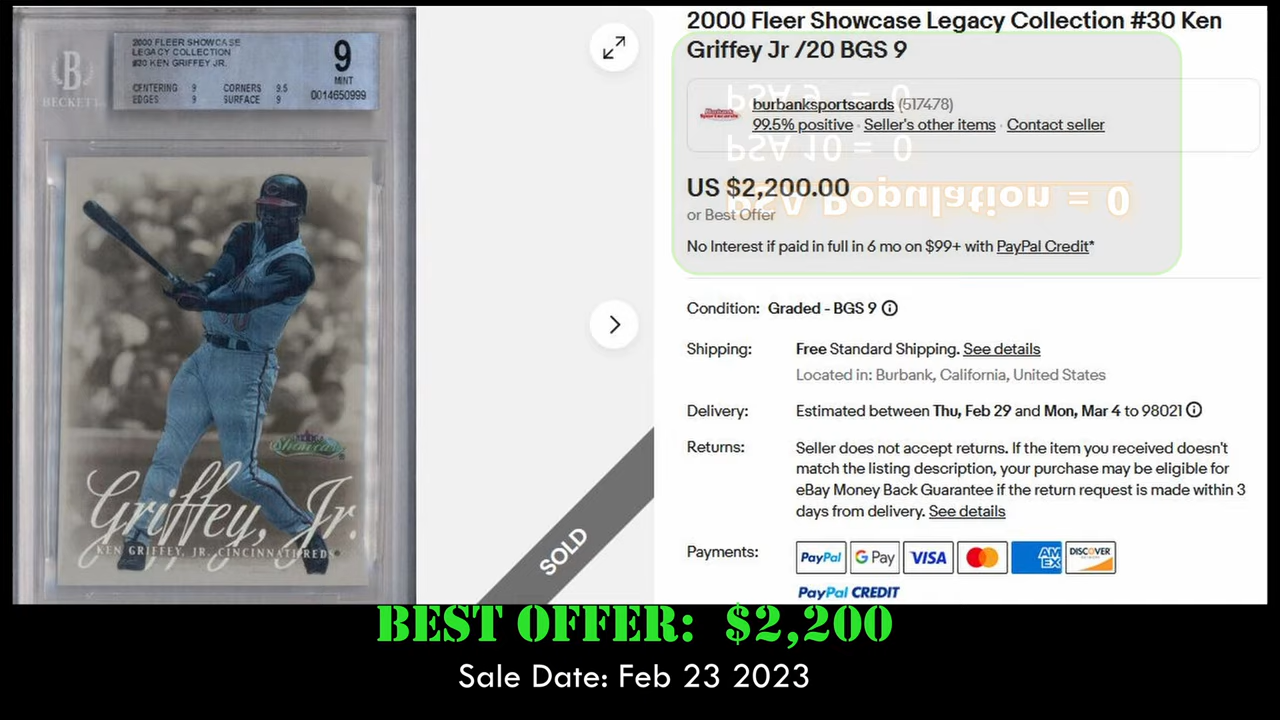 2000 FLEER SHOWCASE
LEGACY COLLECTION
#30 KEN GRIFFEY JR.
9
MINT
CENTERING 9 CORNERS 9.5
EDGES 9 SURFACE 9
0014650999
B
BECKETT
Showcase
Griffey, Jr.
KEN GRIFFEY, JR. CINCINNATI REDS
SOLD
2000 Fleer Showcase Legacy Collection #30 Ken
Griffey Jr /20 BGS 9
PSA 9 = 0
burbanksportscards (517478)
99.5% positive · Seller's other items · Contact seller
PSA 10 = 0
US $2,200.00
PSA Population = 0
or Best Offer
No Interest if paid in full in 6 mo on $99+ with PayPal Credit*
Condition: Graded - BGS 9
Shipping: Free Standard Shipping. See details
Located in: Burbank, California, United States
Delivery: Estimated between Thu, Feb 29 and Mon, Mar 4 to 98021
Returns: Seller does not accept returns. If the item you received doesn't
match the listing description, your purchase may be eligible for
eBay Money Back Guarantee if the return request is made within 3
days from delivery. See details
Payments: PayPal G Pay VISA AM EX DISCOVER
PayPal CREDIT
BEST OFFER: $2,200
Sale Date: Feb 23 2023